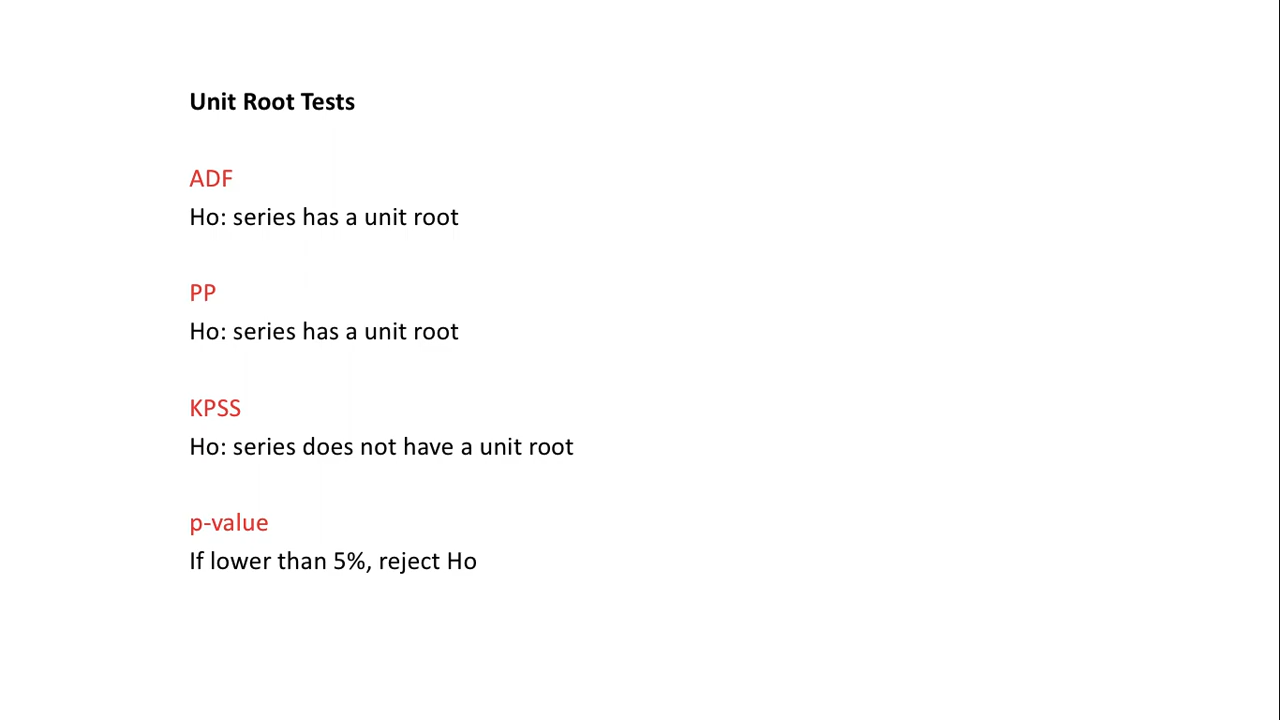 Unit Root Tests
ADF
Ho: series has a unit root
PP
Ho: series has a unit root
KPSS
Ho: series does not have a unit root
p-value
If lower than 5%, reject Ho